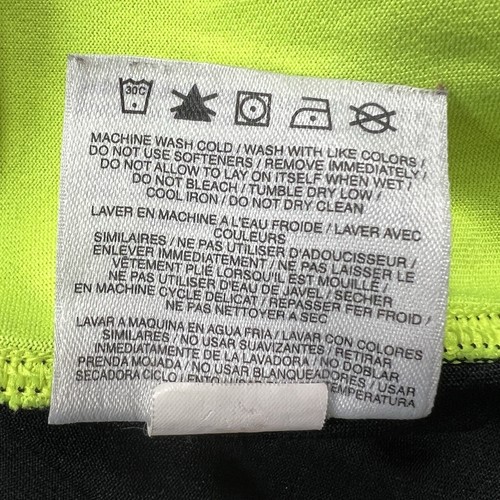 30C
MACHINE WASH COLD / WASH WITH LIKE COLORS /
DO NOT USE SOFTENERS / REMOVE IMMEDIATELY /
DO NOT ALLOW TO LAY ON ITSELF WHEN WET /
DO NOT BLEACH / TUMBLE DRY LOW /
COOL IRON / DO NOT DRY CLEAN
LAVER EN MACHINE A L'EAU FROIDE / LAVER AVEC
COULEURS
SIMILAIRES / NE PAS UTILISER D'ADOUCISSEUR /
ENLEVER IMMEDIATEMENT / NE PAS LAISSER LE
VÊTEMENT PLIÉ LORSQU'IL EST MOUILLÉ /
NE PAS UTILISER D'EAU DE JAVEL / SECHER
EN MACHINE CYCLE DELICAT / REPASSER FER FROID /
NE PAS NETTOYER A SEC
LAVAR A MAQUINA EN AGUA FRIA / LAVAR CON COLORES
SIMILARES / NO USAR SUAVIZANTES / RETIRAR
INMEDIATAMENTE DE LA LAVADORA / NO DOBLAR
PRENDA MOJADA / NO USAR BLANQUEADORES / USAR
SECADORA CICLO LENTO TEMPERATURA